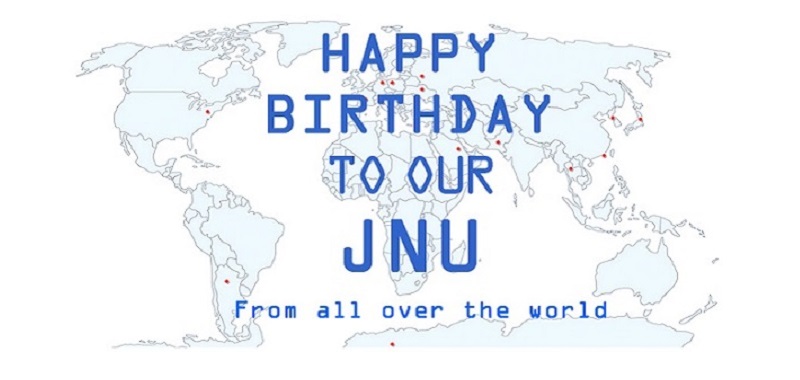 HAPPY
BIRTHDAY
TO OUR
JNU
From all over the world